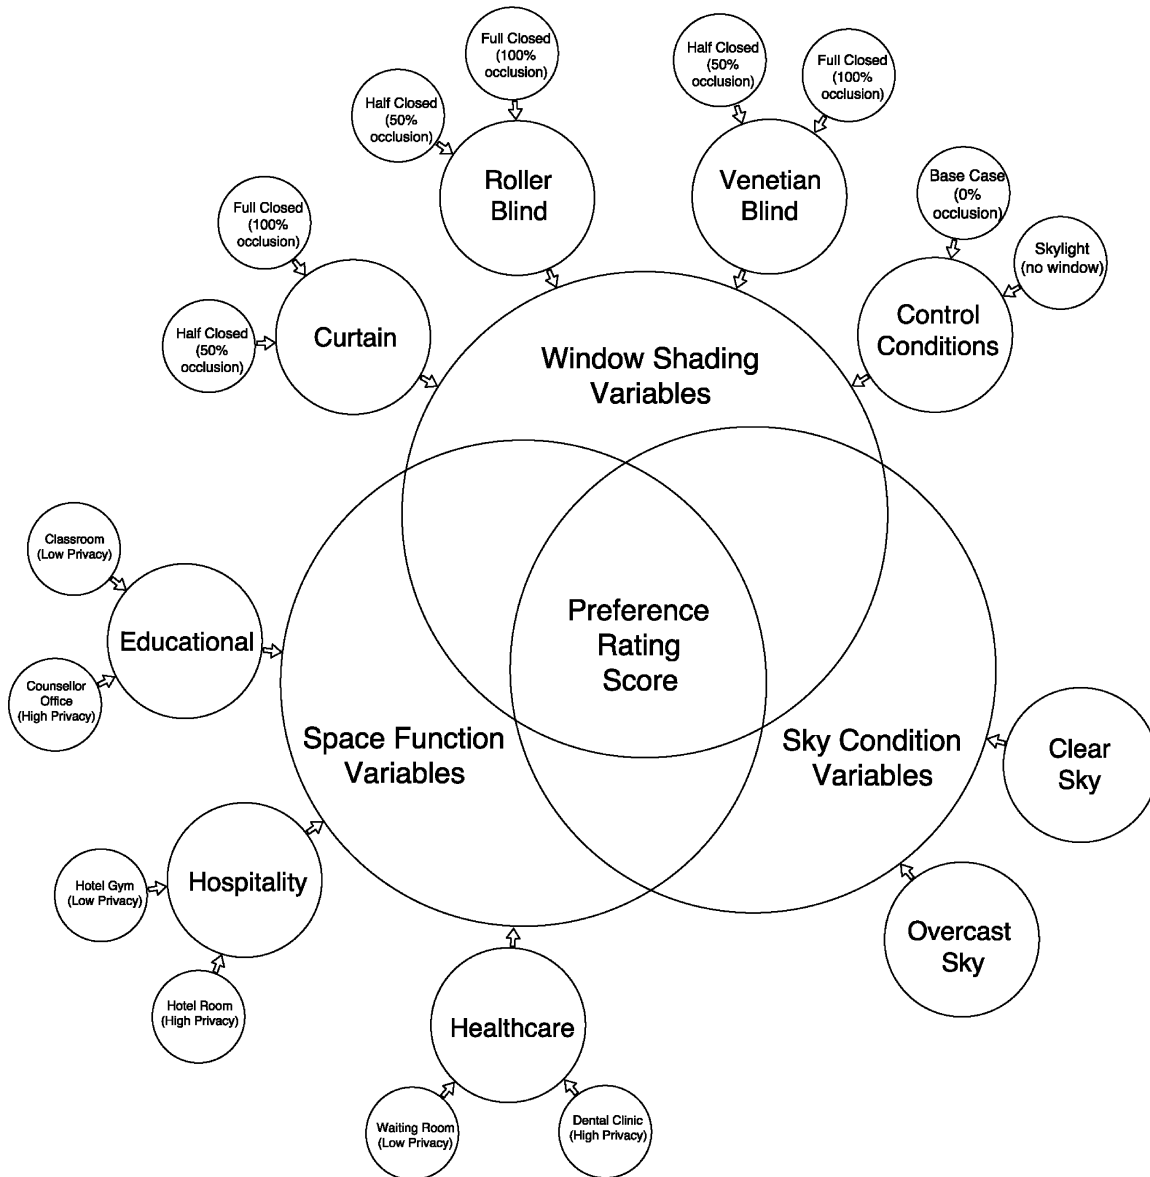 Full Closed
(100%
occlusion)
Half Closed
(50%
occlusion)
Full Closed
(100%
occlusion)
Half Closed
(50%
occlusion)
Roller
Blind
Venetian
Blind
Base Case
(0%
occlusion)
Full Closed
(100%
occlusion)
Skylight
(no window)
Half Closed
(50%
occlusion)
Curtain
Control
Conditions
Window Shading
Variables
Classroom
(Low Privacy)
Educational
Counsellor
Office
(High Privacy)
Preference
Rating
Score
Space Function
Variables
Sky Condition
Variables
Clear
Sky
Hotel Gym
(Low Privacy)
Hospitality
Overcast
Sky
Hotel Room
(High Privacy)
Healthcare
Waiting Room
(Low Privacy)
Dental Clinic
(High Privacy)